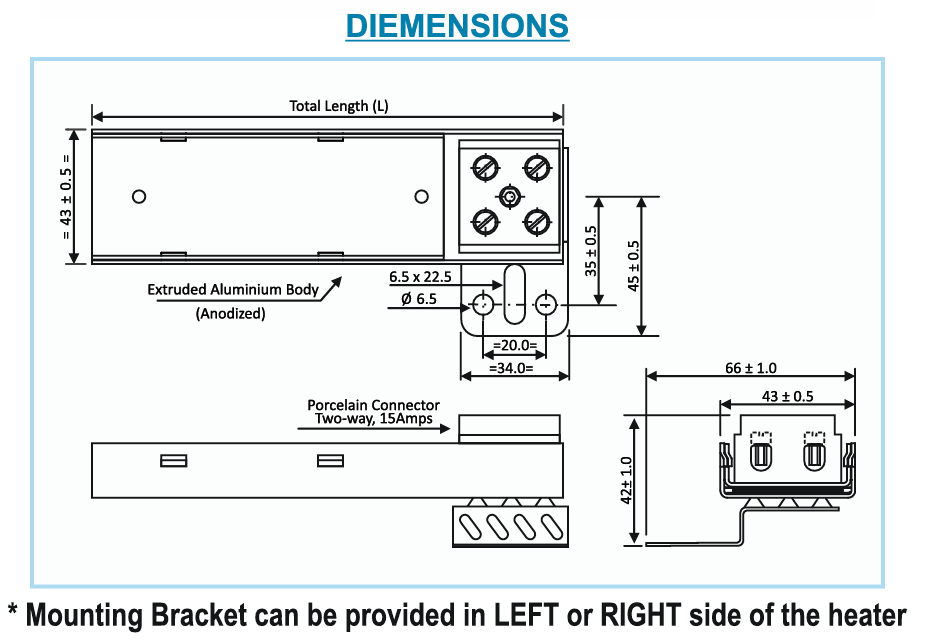 DIEMENSIONS
Total Length (L)
= 43 ± 0.5 =
Extruded Aluminium Body
(Anodized)
6.5 x 22.5
Ø 6.5
35 ± 0.5
45 ± 0.5
=20.0=
=34.0=
66 ± 1.0
43 ± 0.5
Porcelain Connector
Two-way, 15Amps
42± 1.0
* Mounting Bracket can be provided in LEFT or RIGHT side of the heater